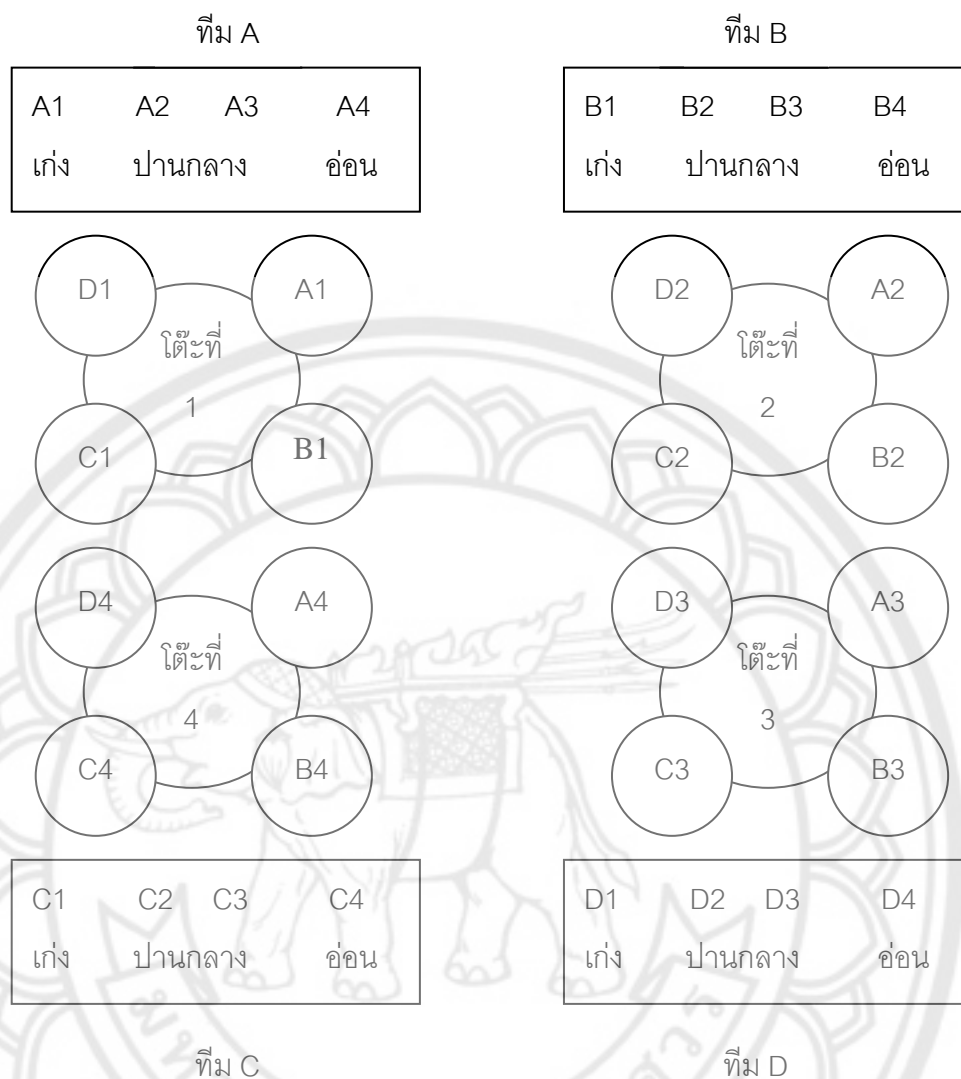 ทีม A ทีม B
A1 A2 A3 A4 B1 B2 B3 B4
เก่ง ปานกลาง อ่อน เก่ง ปานกลาง อ่อน
D1 A1 D2 A2
โต๊ะที่ โต๊ะที่
1 2
C1 B1 C2 B2
D4 A4 D3 A3
โต๊ะที่ โต๊ะที่
4 3
C4 B4 C3 B3
C1 C2 C3 C4 D1 D2 D3 D4
เก่ง ปานกลาง อ่อน เก่ง ปานกลาง อ่อน
ทีม C ทีม D